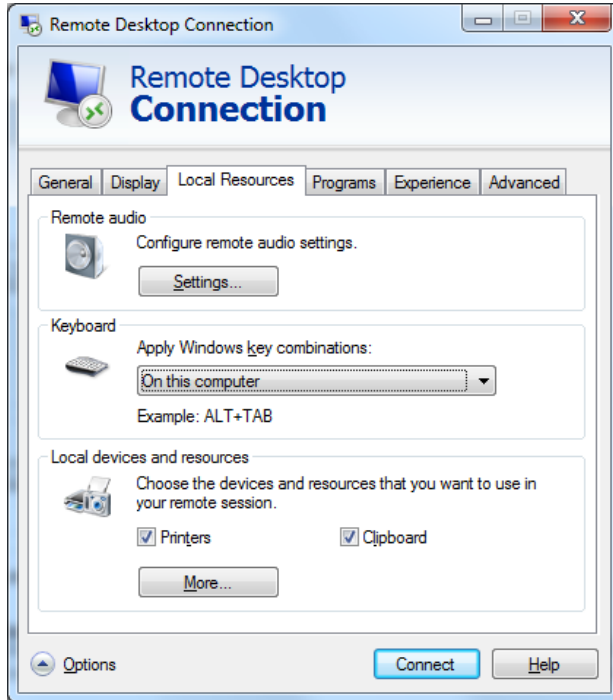 Remote Desktop Connection
Remote Desktop
Connection
General Display Local Resources Programs Experience Advanced
Remote audio
Configure remote audio settings.
Settings...
Keyboard
Apply Windows key combinations:
On this computer
Example: ALT+TAB
Local devices and resources
Choose the devices and resources that you want to use in
your remote session.
Printers Clipboard
More...
Options Connect Help